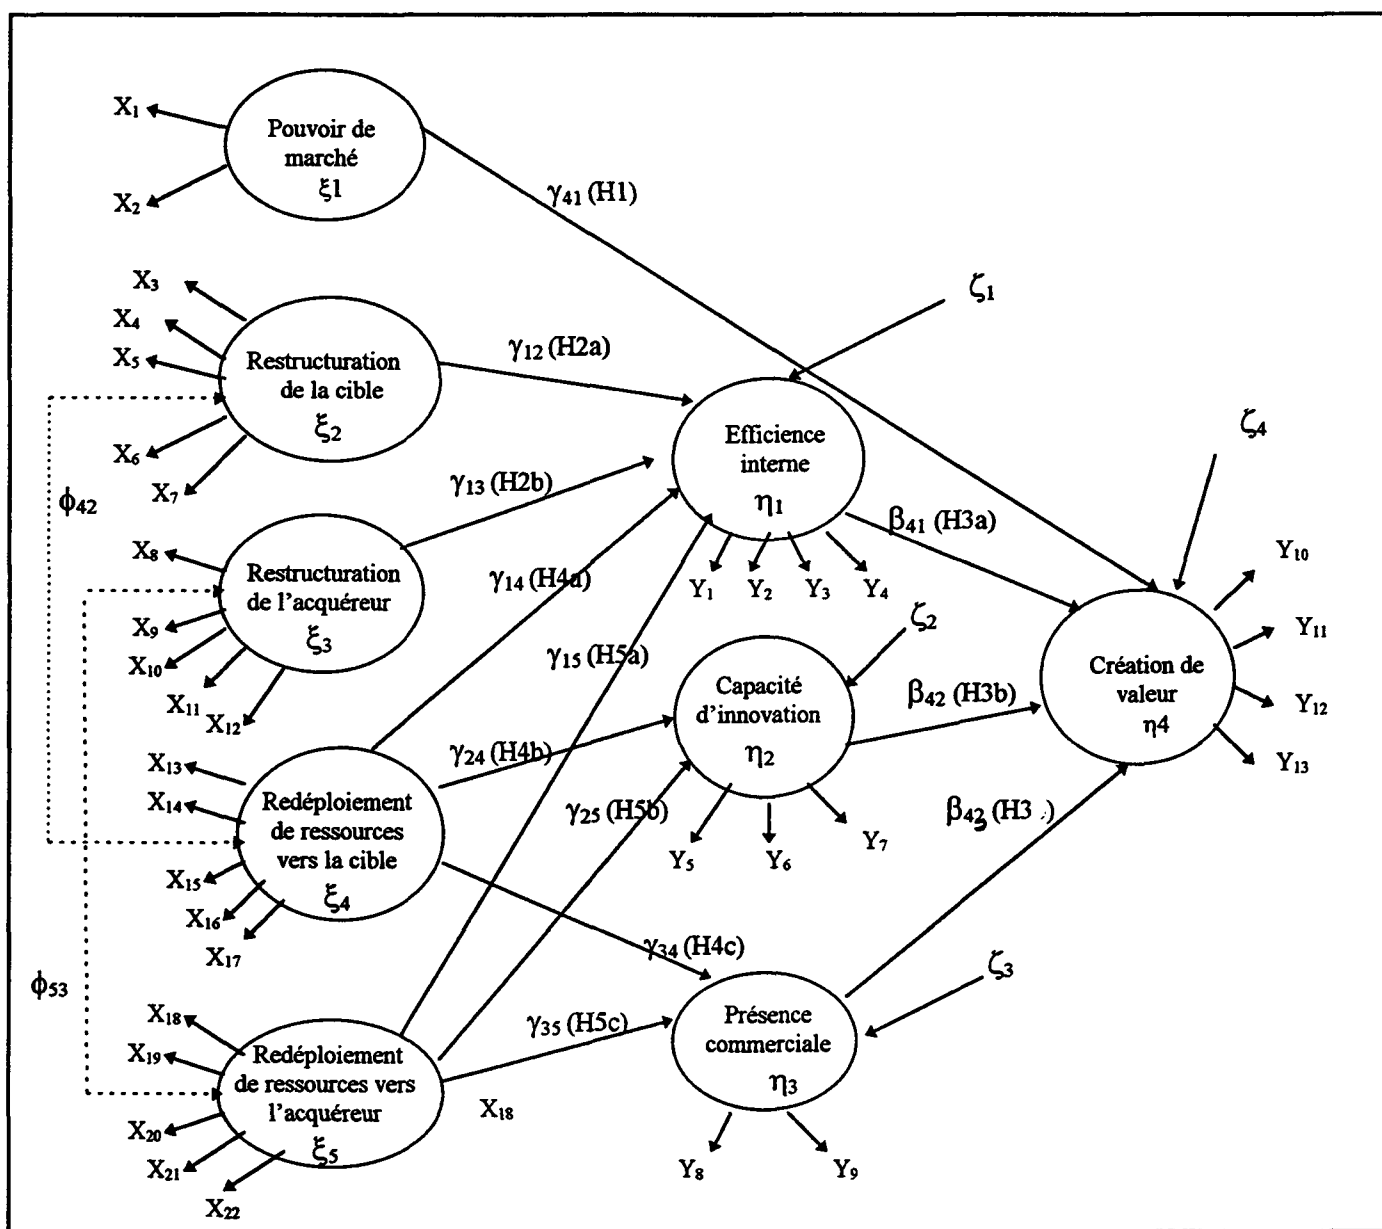 X₁
Pouvoir de
marché
ξ1
X₂
γ₄₁ (H1)
X₃
X₄
X₅
Restructuration
de la cible
ξ₂
X₆
X₇
γ₁₂ (H2a)
ζ₁
ϕ₄₂
γ₁₃ (H2b)
Efficience
interne
η₁
Y₁ Y₂ Y₃ Y₄
β₄₁ (H3a)
ζ₄
X₈
Restructuration
de l'acquéreur
ξ₃
X₉
X₁₀
X₁₁
X₁₂
γ₁₄ (H4a)
γ₁₅ (H5a)
ζ₂
Capacité
d'innovation
η₂
β₄₂ (H3b)
Y₁₀
Y₁₁
Création de
valeur
η4
Y₁₂
Y₁₃
X₁₃
X₁₄
Redéploiement
de ressources
vers la cible
ξ₄
X₁₅
X₁₆
X₁₇
γ₂₄ (H4b)
γ₂₅ (H5b)
Y₅ Y₆ Y₇
β₄₃ (H3 )
γ₃₄ (H4c)
ζ₃
ϕ₅₃
X₁₈
X₁₉
Redéploiement
de ressources vers
l'acquéreur
ξ₅
X₂₀
X₂₁
X₂₂
γ₃₅ (H5c)
X₁₈
Présence
commerciale
η₃
Y₈ Y₉